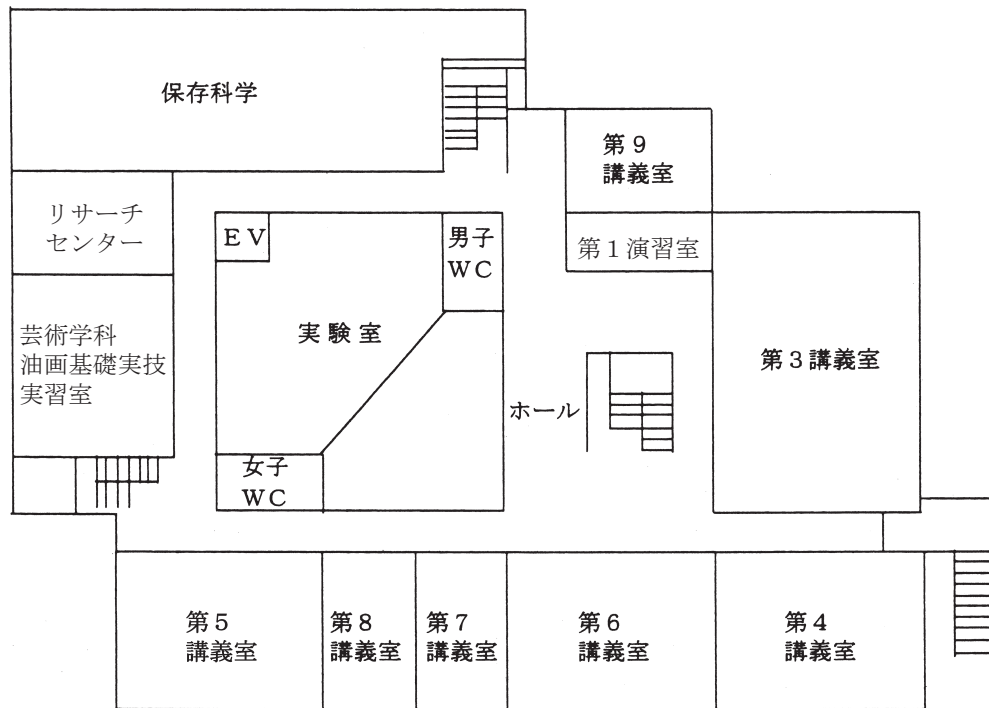 保存科学
第９
講義室
リサーチ
センター
ＥＶ
男子
ＷＣ
第１演習室
芸術学科
油画基礎実技
実習室
実験室
第３講義室
ホール
女子
ＷＣ
第５
講義室
第８
講義室
第７
講義室
第６
講義室
第４
講義室